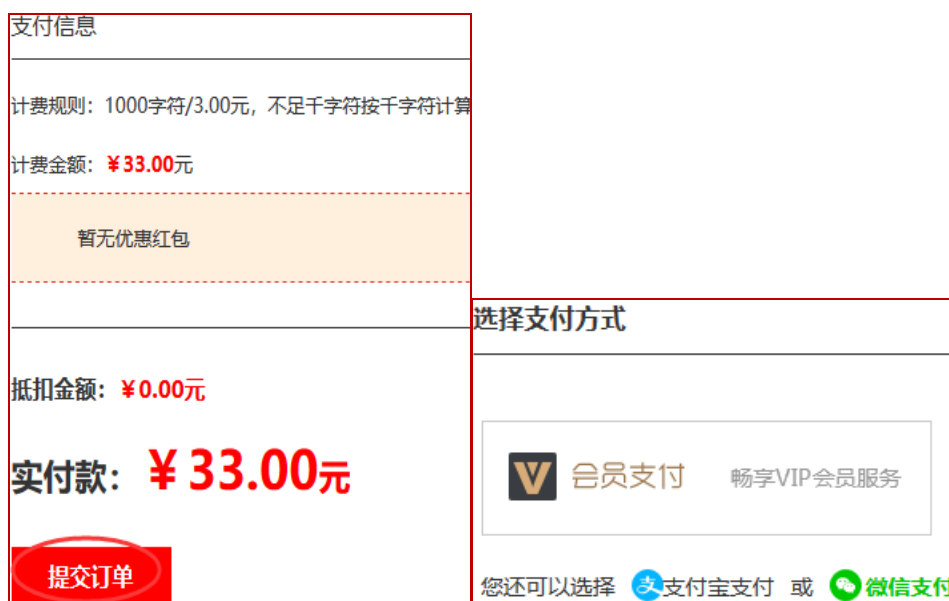 支付信息
计费规则：1000字符/3.00元，不足千字符按千字符计算
计费金额：￥33.00元
暂无优惠红包
抵扣金额：￥0.00元
实付款：￥33.00元
提交订单
选择支付方式
会员支付 畅享VIP会员服务
您还可以选择 支付宝支付 或 微信支付